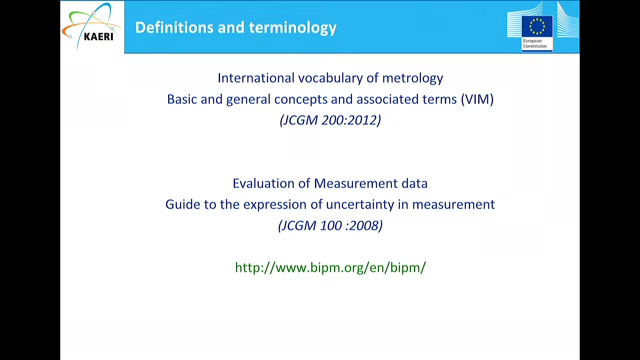 KAERI
Definitions and terminology
European
Commission
International vocabulary of metrology
Basic and general concepts and associated terms (VIM)
(JCGM 200:2012)
Evaluation of Measurement data
Guide to the expression of uncertainty in measurement
(JCGM 100 :2008)
http://www.bipm.org/en/bipm/